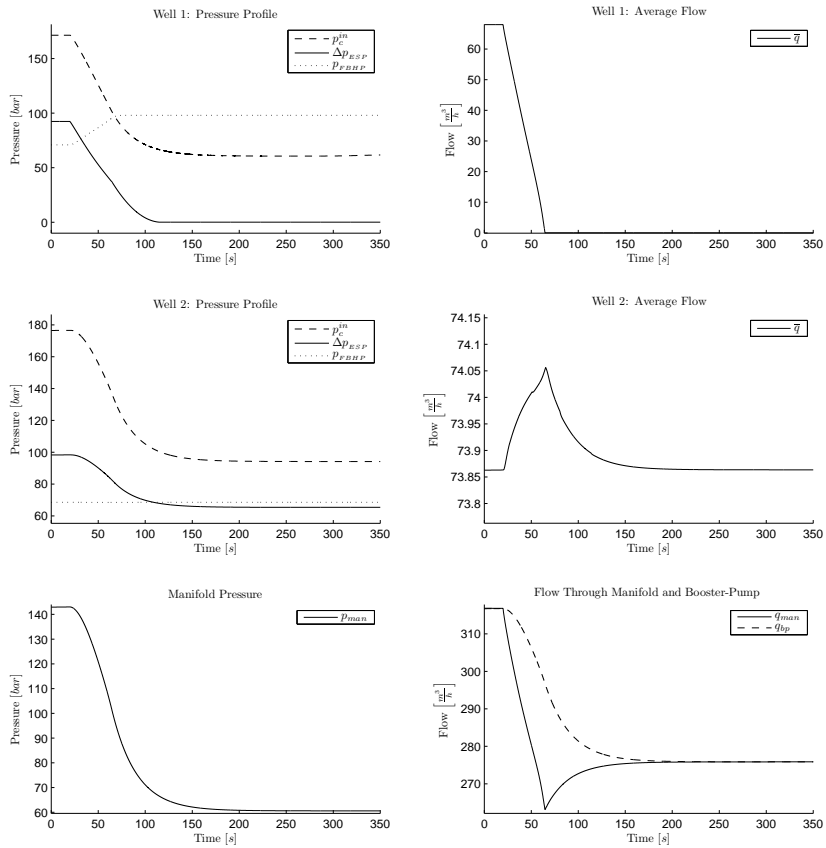 Well 1: Pressure Profile
p_c^in
Δp_ESP
p_FBHP
Pressure [bar]
150
100
50
0
0 50 100 150 200 250 300 350
Time [s]
Well 1: Average Flow
q̅
Flow [m³/h]
60
50
40
30
20
10
0
0 50 100 150 200 250 300 350
Time [s]
Well 2: Pressure Profile
p_c^in
Δp_ESP
p_FBHP
Pressure [bar]
180
160
140
120
100
80
60
0 50 100 150 200 250 300 350
Time [s]
Well 2: Average Flow
q̅
Flow [m³/h]
74.15
74.1
74.05
74
73.95
73.9
73.85
73.8
0 50 100 150 200 250 300 350
Time [s]
Manifold Pressure
p_man
Pressure [bar]
140
130
120
110
100
90
80
70
60
0 50 100 150 200 250 300 350
Time [s]
Flow Through Manifold and Booster-Pump
q_man
q_bp
Flow [m³/h]
310
300
290
280
270
0 50 100 150 200 250 300 350
Time [s]